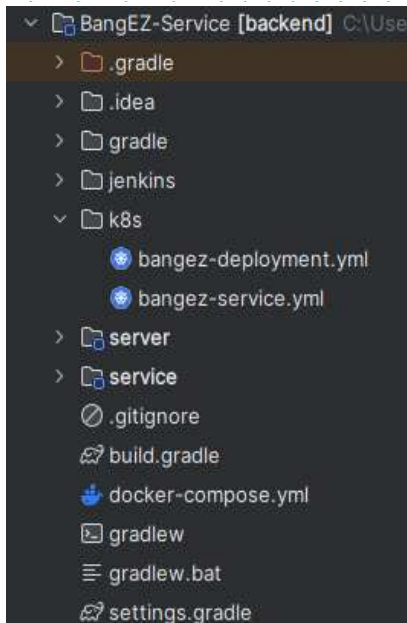 BangEZ-Service [backend] C:\Use
.gradle
.idea
gradle
jenkins
k8s
bangez-deployment.yml
bangez-service.yml
server
service
.gitignore
build.gradle
docker-compose.yml
gradlew
gradlew.bat
settings.gradle